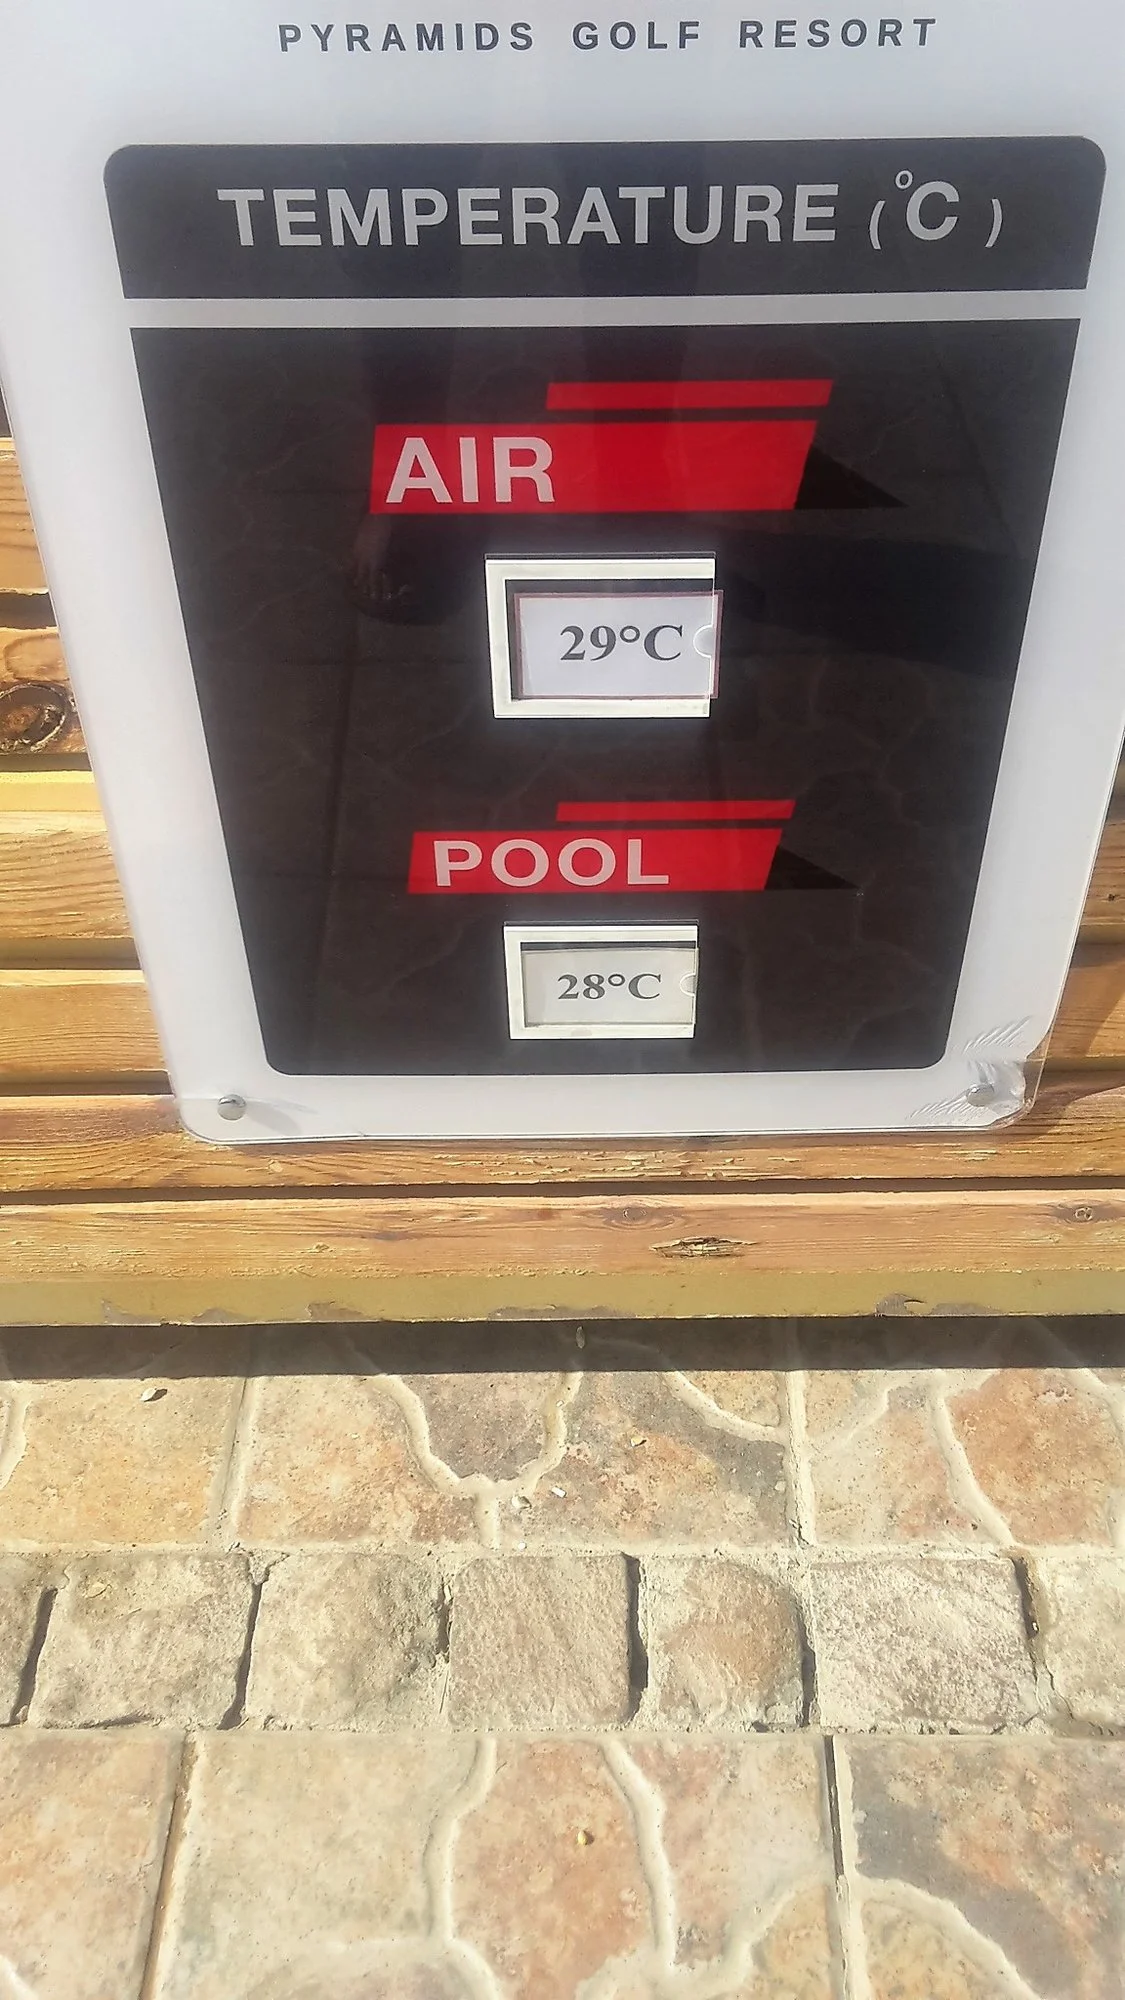 PYRAMIDS GOLF RESORT
TEMPERATURE (°C)
AIR
29°C
POOL
28°C